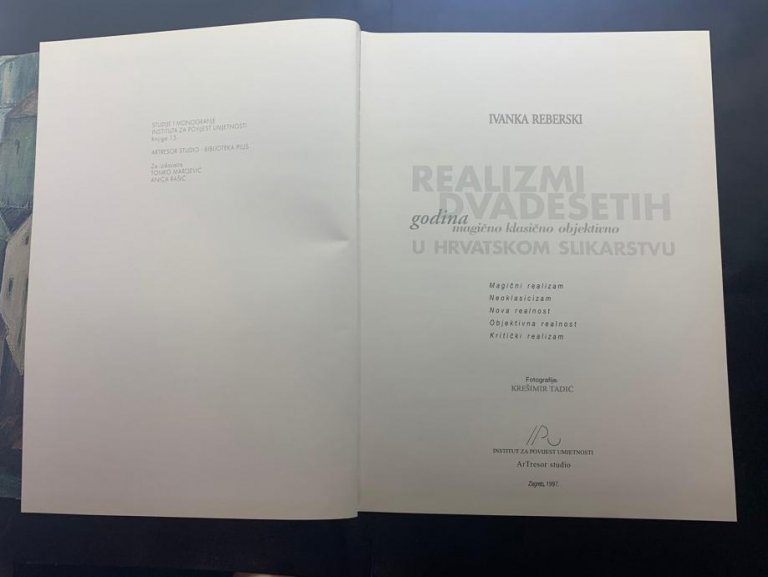 STUDIJE I MONOGRAFIJE
INSTITUTA ZA POVIJEST UMJETNOSTI
Knjiga 15.
ARTRESOR STUDIO - BIBLIOTEKA PLUS
Za izdavače
TONKO MAROEVIĆ
ANICA RAŠIĆ
IVANKA REBERSKI
REALIZMI
DVADESETIH
godina
magično klasično objektivno
U HRVATSKOM SLIKARSTVU
Magični realizam
Neoklasicizam
Nova realnost
Objektivna realnost
Kritički realizam
Fotografije
KREŠIMIR TADIĆ
INSTITUT ZA POVIJEST UMJETNOSTI
ArTresor studio
Zagreb, 1997.